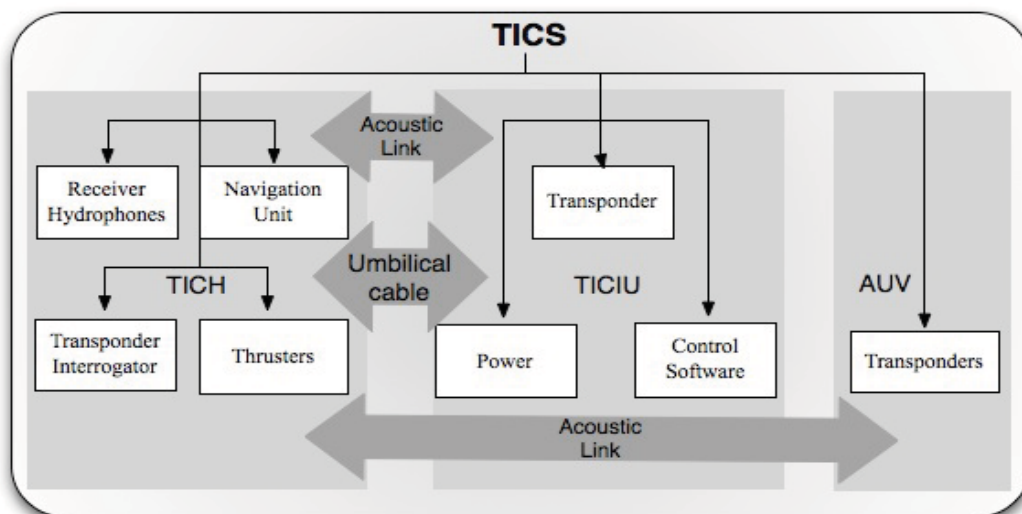 TICS
Acoustic
Link
Receiver
Hydrophones
Navigation
Unit
Transponder
Umbilical
cable
TICH
TICIU
AUV
Transponder
Interrogator
Thrusters
Power
Control
Software
Transponders
Acoustic
Link